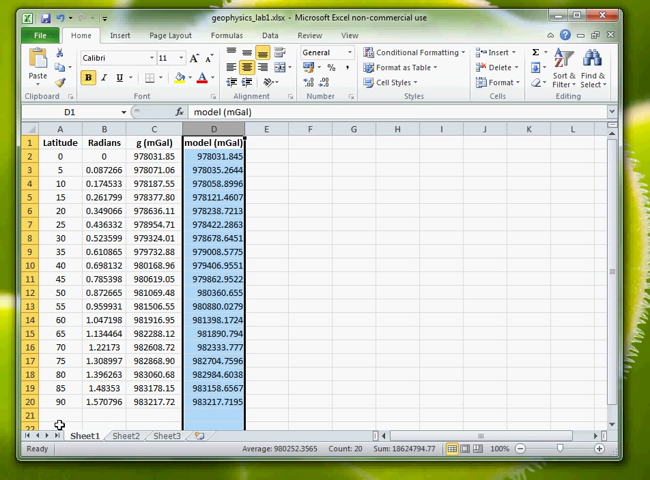 geophysics_lab1.xlsx - Microsoft Excel non-commercial use
File Home Insert Page Layout Formulas Data Review View
Paste Calibri 11 A A General Conditional Formatting Insert Σ
B I U A $ % , Format as Table Delete Sort & Find &
Cell Styles Format Filter Select
Clipboard Font Alignment Number Styles Cells Editing
D1 fx model (mGal)
A B C D E F G H I J K L
1 Latitude Radians g (mGal) model (mGal)
2 0 0 978031.85 978031.845
3 5 0.087266 978071.06 978035.2644
4 10 0.174533 978187.55 978058.8996
5 15 0.261799 978377.80 978121.4607
6 20 0.349066 978636.11 978238.7213
7 25 0.436332 978954.71 978422.2863
8 30 0.523599 979324.01 978678.6451
9 35 0.610865 979732.88 979008.5775
10 40 0.698132 980168.96 979406.9551
11 45 0.785398 980619.05 979862.9522
12 50 0.872665 981069.48 980360.655
13 55 0.959931 981506.55 980880.0279
14 60 1.047198 981916.95 981398.1724
15 65 1.134464 982288.12 981890.794
16 70 1.22173 982608.72 982333.777
17 75 1.308997 982868.90 982704.7596
18 80 1.396263 983060.68 982984.6038
19 85 1.48353 983178.15 983158.6567
20 90 1.570796 983217.72 983217.7195
21
22
Sheet1 Sheet2 Sheet3
Ready Average: 980252.3565 Count: 20 Sum: 18624794.77 100%